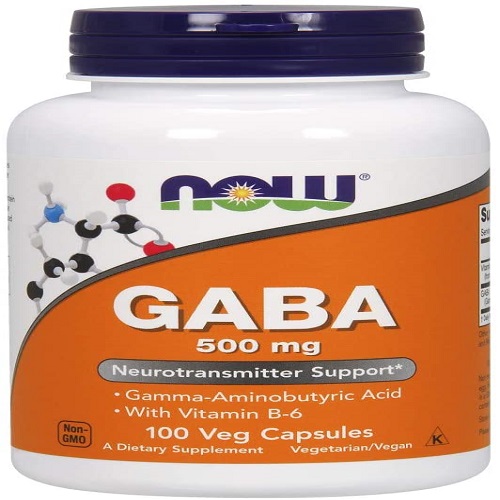 NOW®
GABA
500 mg
Neurotransmitter Support*
• Gamma-Aminobutyric Acid
• With Vitamin B-6
100 Veg Capsules
Non-
GMO
K
A Dietary Supplement Vegetarian/Vegan